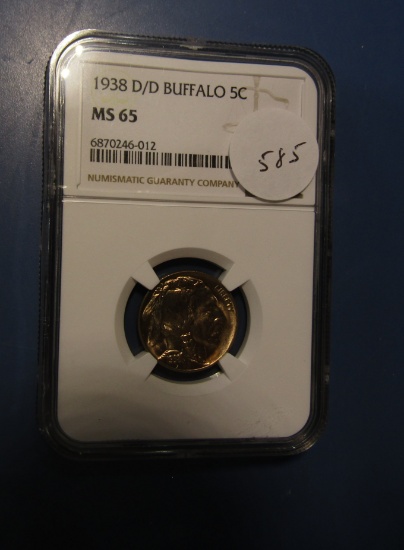 1938 D/D BUFFALO 5C
MS 65
6870246-012
NUMISMATIC GUARANTY COMPANY
585